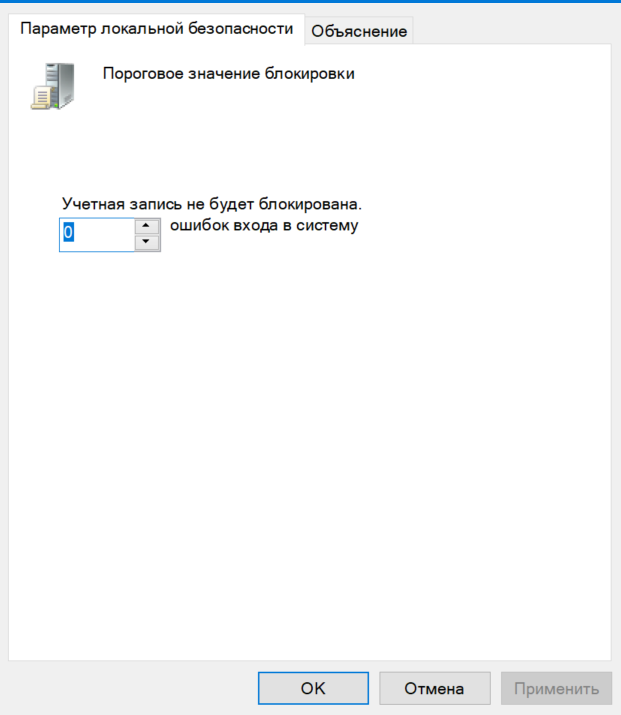 Параметр локальной безопасности
Объяснение
Пороговое значение блокировки
Учетная запись не будет блокирована.
0
ошибок входа в систему
OK
Отмена
Применить